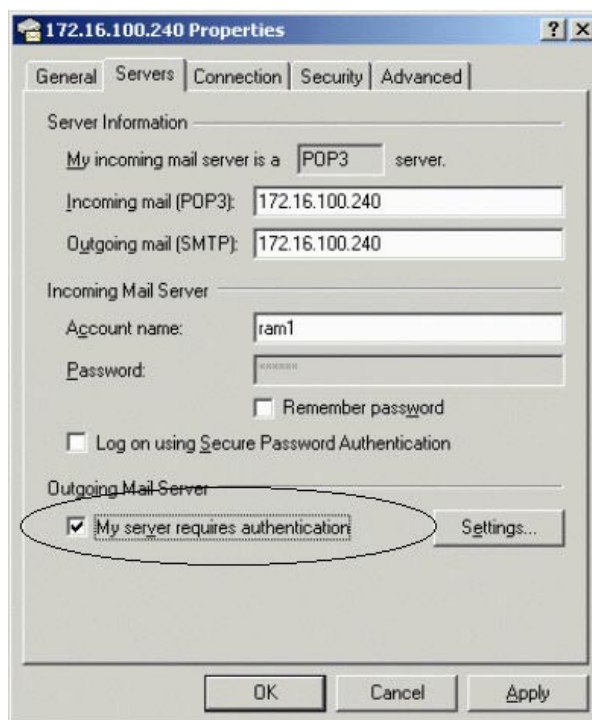 172.16.100.240 Properties
General Servers Connection Security Advanced
Server Information
My incoming mail server is a POP3 server.
Incoming mail (POP3): 172.16.100.240
Outgoing mail (SMTP): 172.16.100.240
Incoming Mail Server
Account name: ram1
Password: ******
Remember password
Log on using Secure Password Authentication
Outgoing Mail Server
My server requires authentication Settings...
OK Cancel Apply